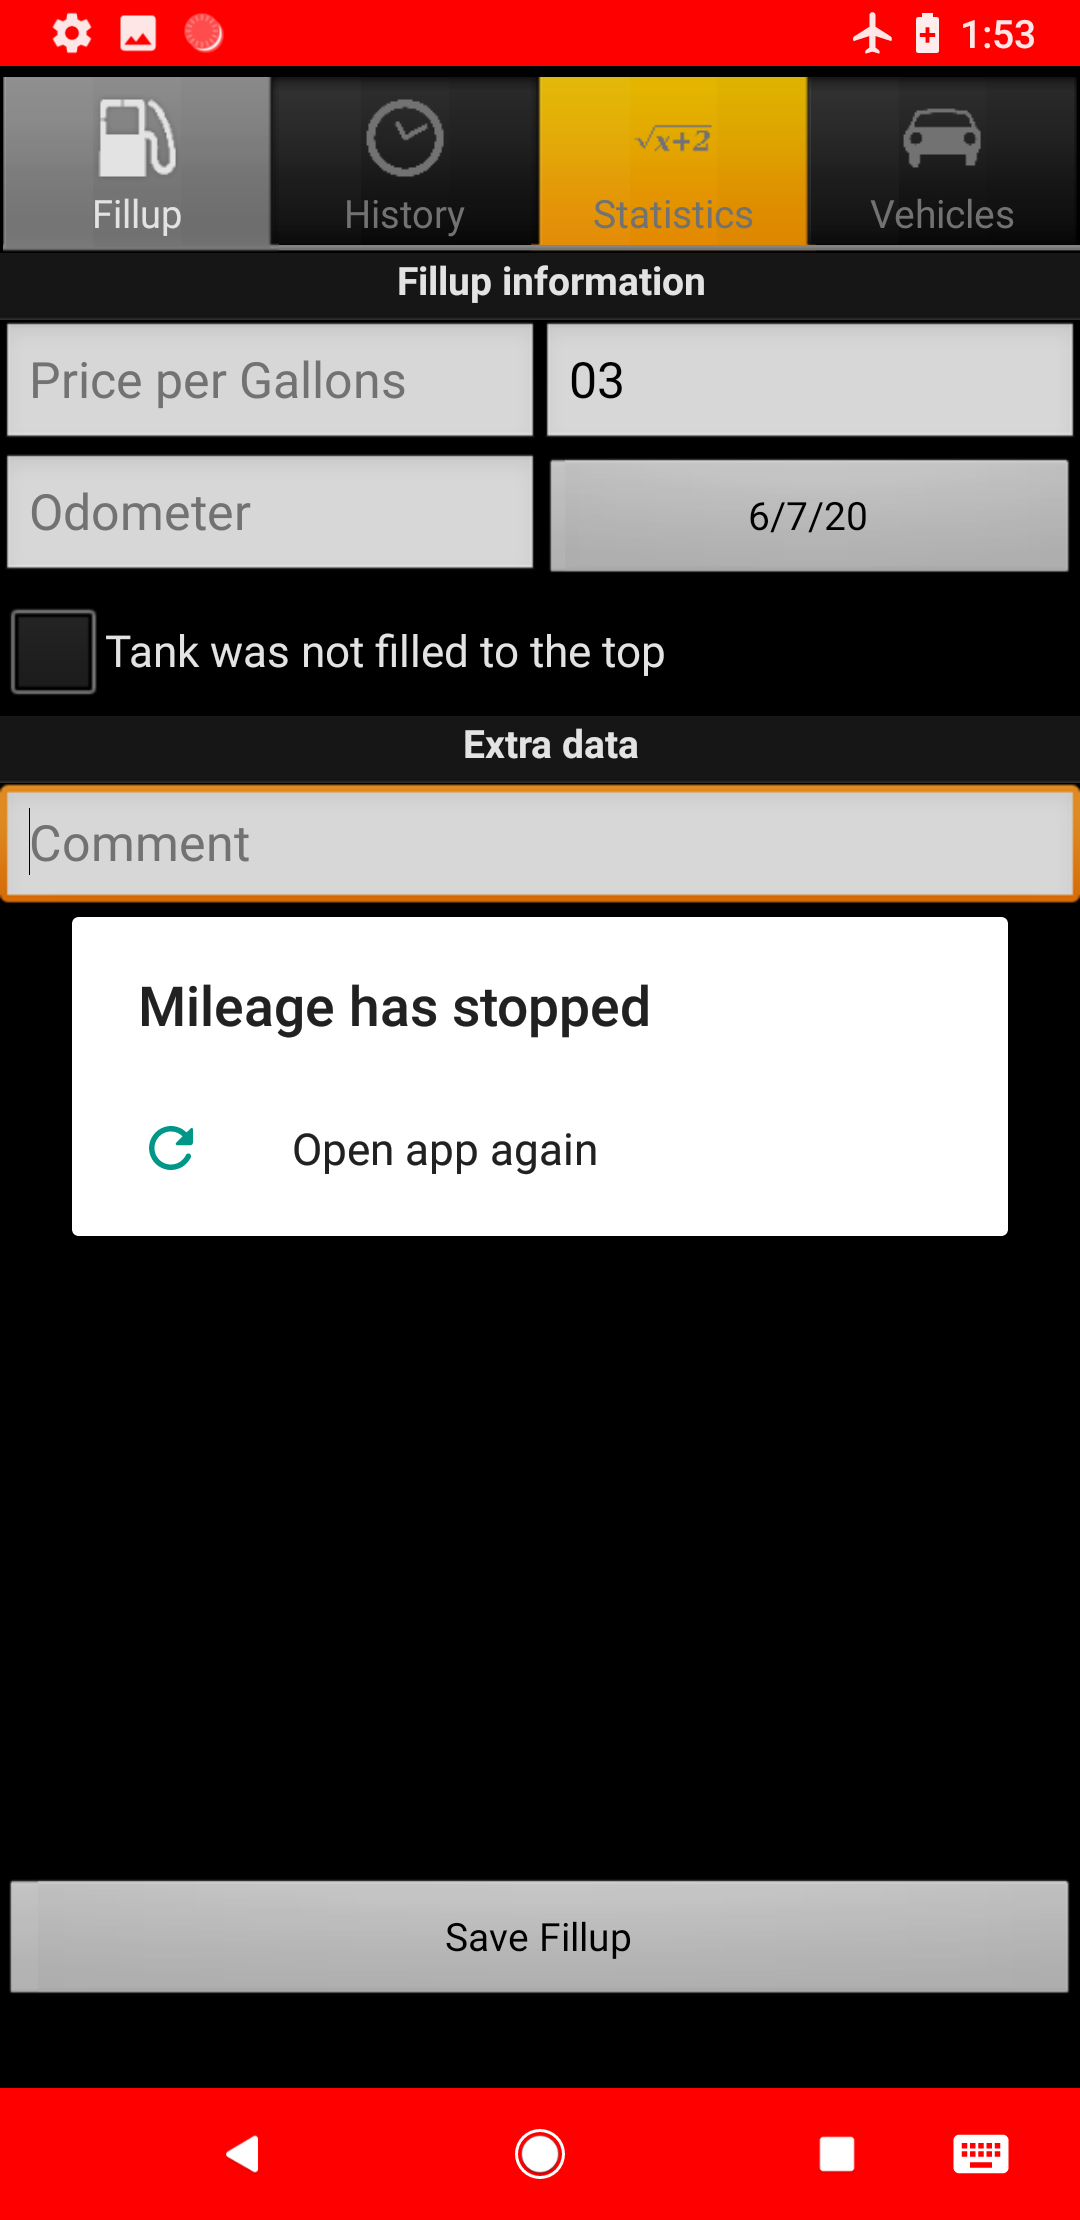 1:53
Fillup
History
√x+2
Statistics
Vehicles
Fillup information
Price per Gallons
03
Odometer
6/7/20
Tank was not filled to the top
Extra data
Comment
Mileage has stopped
Open app again
Save Fillup